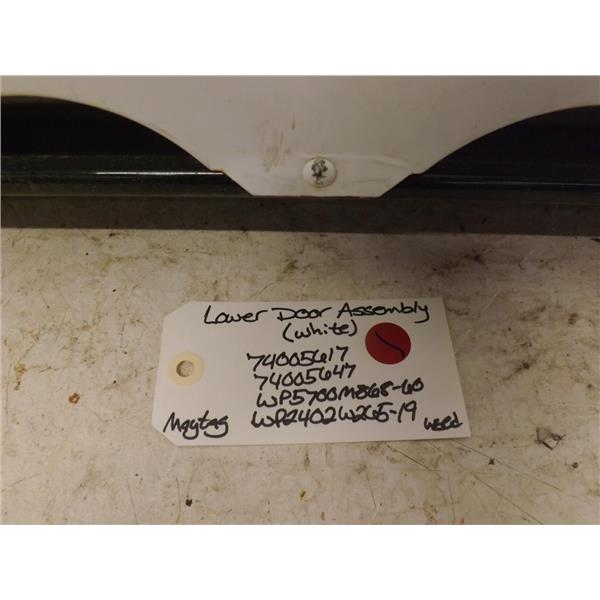 Lower Door Assembly
(white)
74005617
74005647
WP5700M868-60
Maytag WP2402W265-19 used